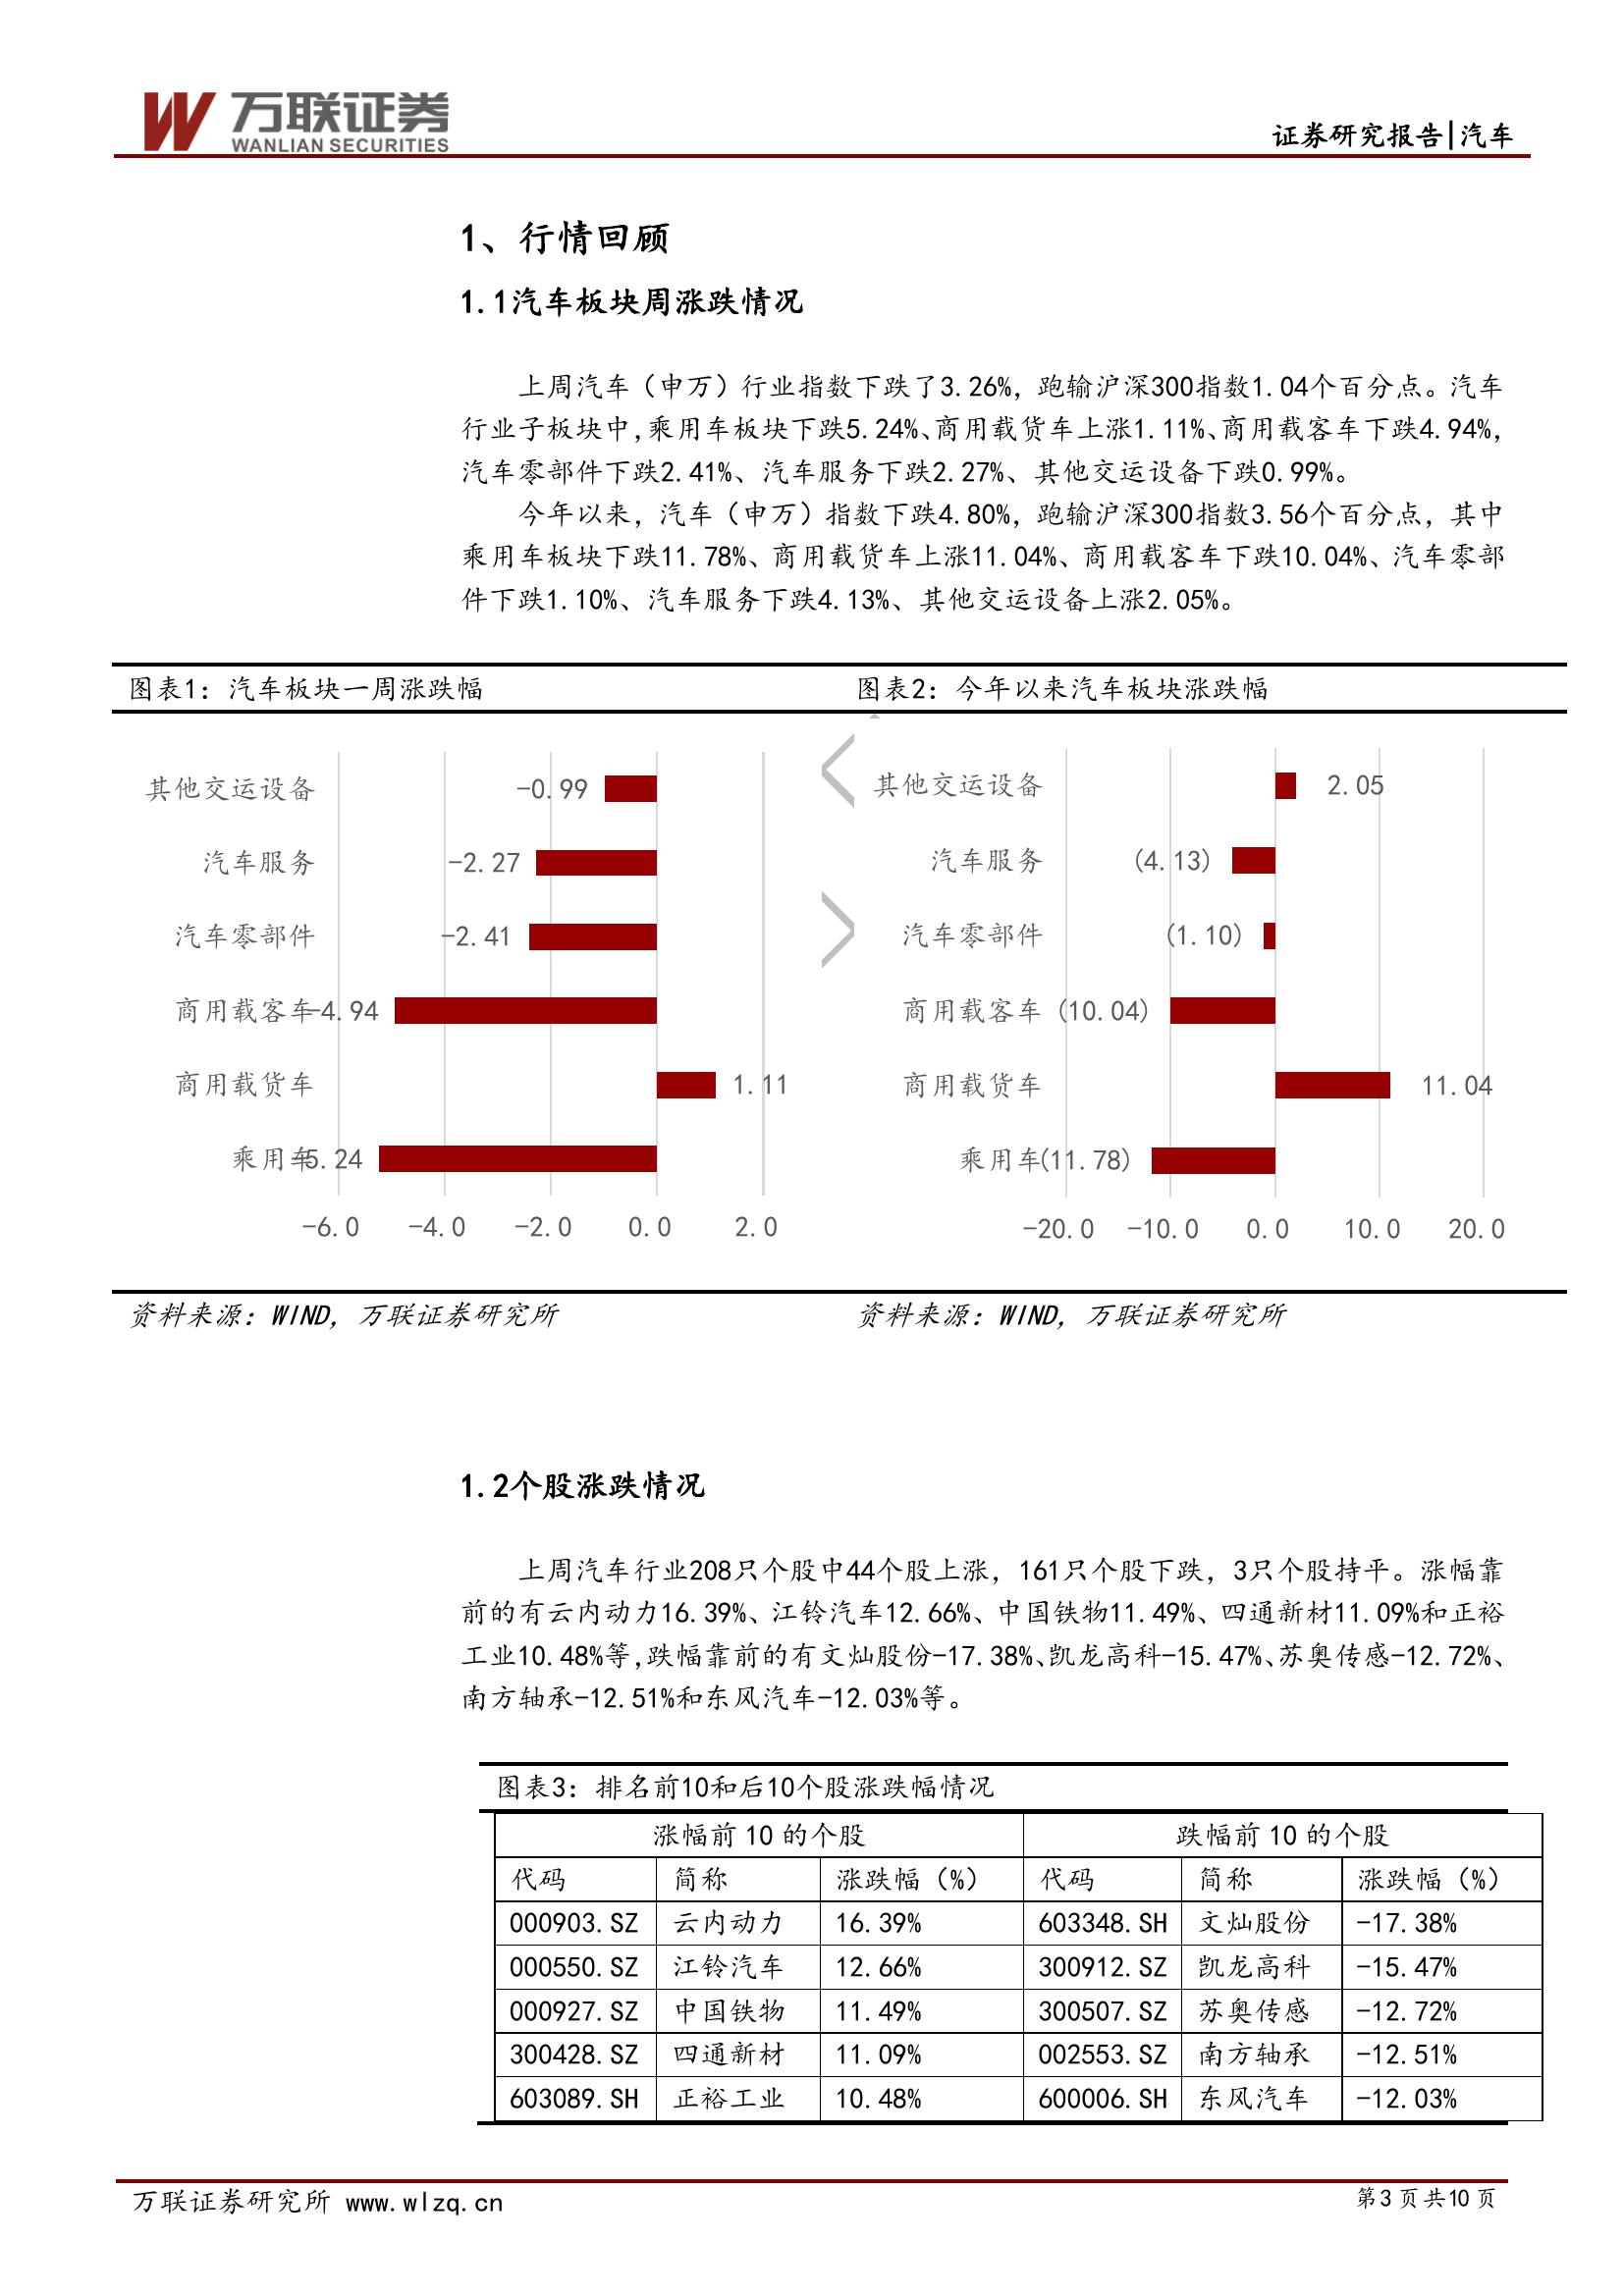 万联证券
WANLIAN SECURITIES
证券研究报告|汽车
1、行情回顾
1.1汽车板块周涨跌情况
上周汽车（申万）行业指数下跌了3.26%，跑输沪深300指数1.04个百分点。汽车
行业子板块中,乘用车板块下跌5.24%、商用载货车上涨1.11%、商用载客车下跌4.94%,
汽车零部件下跌2.41%、汽车服务下跌2.27%、其他交运设备下跌0.99%。
今年以来，汽车（申万）指数下跌4.80%，跑输沪深300指数3.56个百分点，其中
乘用车板块下跌11.78%、商用载货车上涨11.04%、商用载客车下跌10.04%、汽车零部
件下跌1.10%、汽车服务下跌4.13%、其他交运设备上涨2.05%。
图表1：汽车板块一周涨跌幅
其他交运设备 -0.99
汽车服务 -2.27
汽车零部件 -2.41
商用载客车 -4.94
商用载货车 1.11
乘用车 -5.24
-6.0 -4.0 -2.0 0.0 2.0
资料来源：WIND，万联证券研究所
图表2：今年以来汽车板块涨跌幅
其他交运设备 2.05
汽车服务 (4.13)
汽车零部件 (1.10)
商用载客车 (10.04)
商用载货车 11.04
乘用车 (11.78)
-20.0 -10.0 0.0 10.0 20.0
资料来源：WIND，万联证券研究所
1.2个股涨跌情况
上周汽车行业208只个股中44个股上涨，161只个股下跌，3只个股持平。涨幅靠
前的有云内动力16.39%、江铃汽车12.66%、中国铁物11.49%、四通新材11.09%和正裕
工业10.48%等,跌幅靠前的有文灿股份-17.38%、凯龙高科-15.47%、苏奥传感-12.72%、
南方轴承-12.51%和东风汽车-12.03%等。
图表3：排名前10和后10个股涨跌幅情况
涨幅前 10 的个股 跌幅前 10 的个股
代码 简称 涨跌幅（%） 代码 简称 涨跌幅（%）
000903.SZ 云内动力 16.39% 603348.SH 文灿股份 -17.38%
000550.SZ 江铃汽车 12.66% 300912.SZ 凯龙高科 -15.47%
000927.SZ 中国铁物 11.49% 300507.SZ 苏奥传感 -12.72%
300428.SZ 四通新材 11.09% 002553.SZ 南方轴承 -12.51%
603089.SH 正裕工业 10.48% 600006.SH 东风汽车 -12.03%
万联证券研究所 www.wlzq.cn
第 3 页 共 10 页